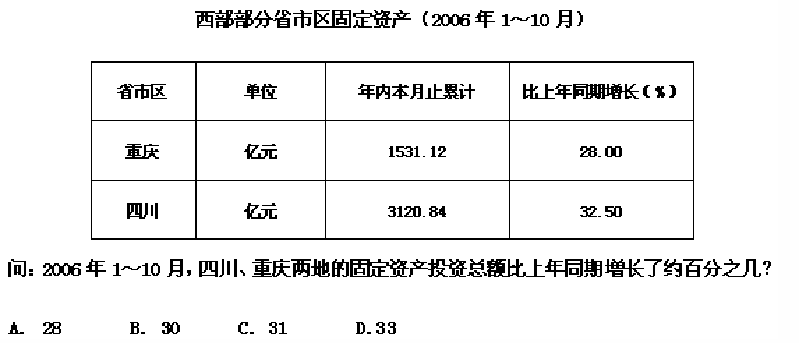 西部部分省市区固定资产（2006 年 1～10 月）
省市区 单位 年内本月止累计 比上年同期增长（％）
重庆 亿元 1531.12 28.00
四川 亿元 3120.84 32.50
问：2006 年 1～10 月，四川、重庆两地的固定资产投资总额比上年同期增长了约百分之几？
A. 28 B. 30 C. 31 D.33